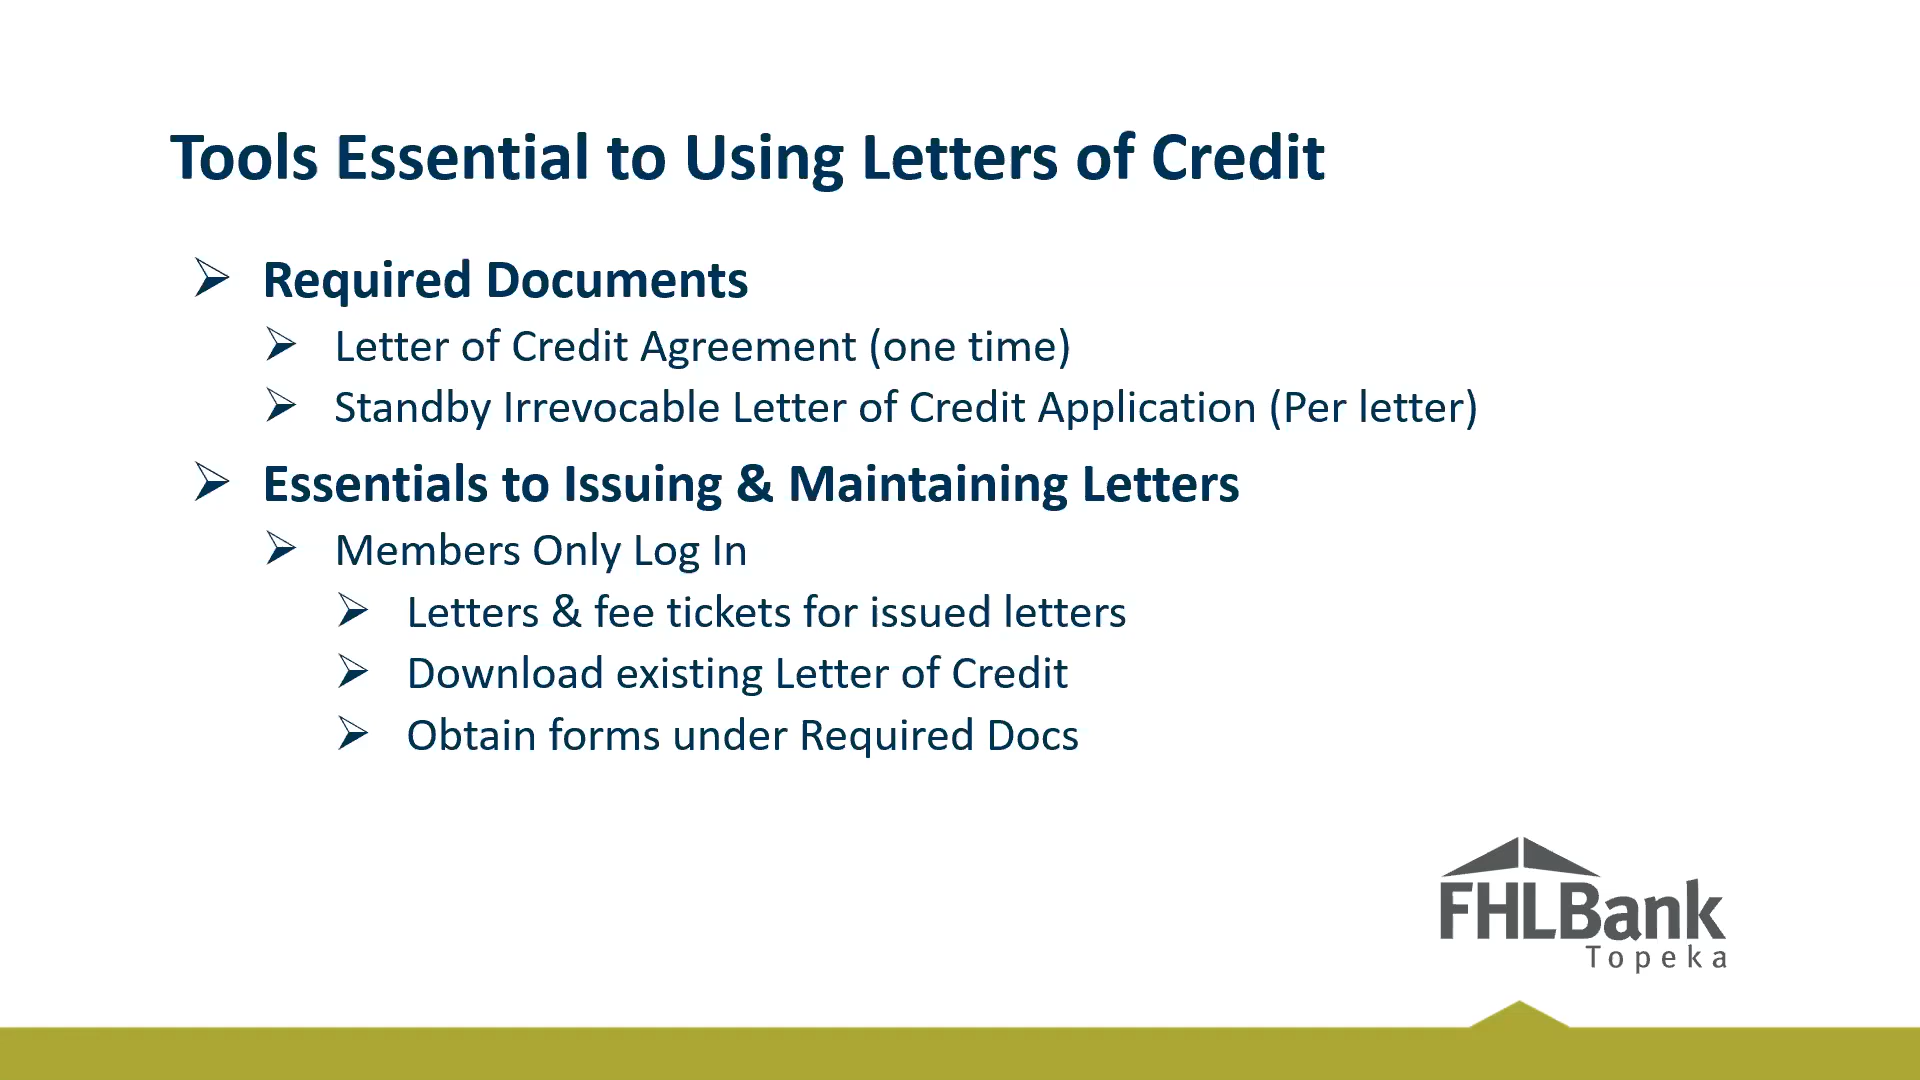 Tools Essential to Using Letters of Credit
Required Documents
Letter of Credit Agreement (one time)
Standby Irrevocable Letter of Credit Application (Per letter)
Essentials to Issuing & Maintaining Letters
Members Only Log In
Letters & fee tickets for issued letters
Download existing Letter of Credit
Obtain forms under Required Docs
FHLBank
Topeka